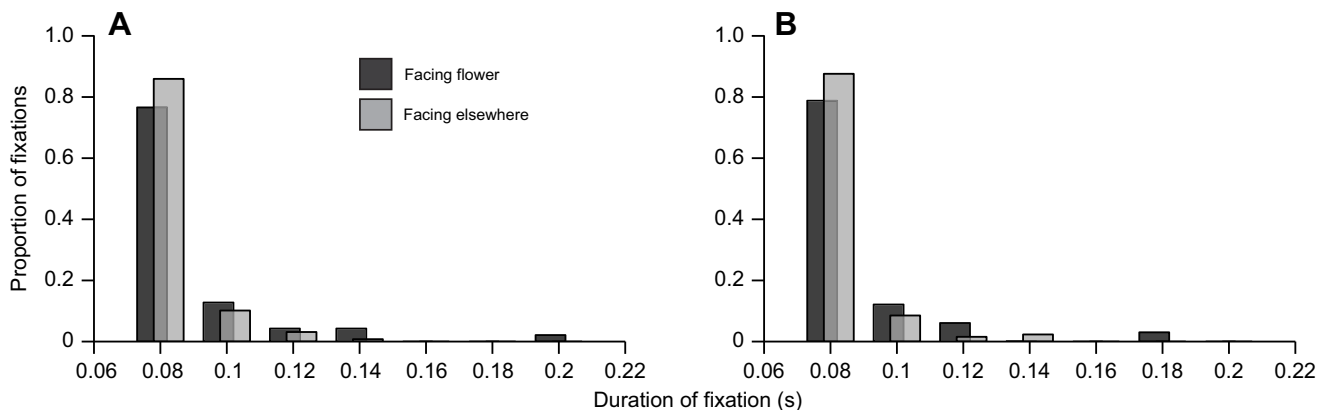 A
B
1.0
0.8
0.6
0.4
0.2
0
Proportion of fixations
Facing flower
Facing elsewhere
0.06 0.08 0.1 0.12 0.14 0.16 0.18 0.2 0.22
1.0
0.8
0.6
0.4
0.2
0
0.06 0.08 0.1 0.12 0.14 0.16 0.18 0.2 0.22
Duration of fixation (s)